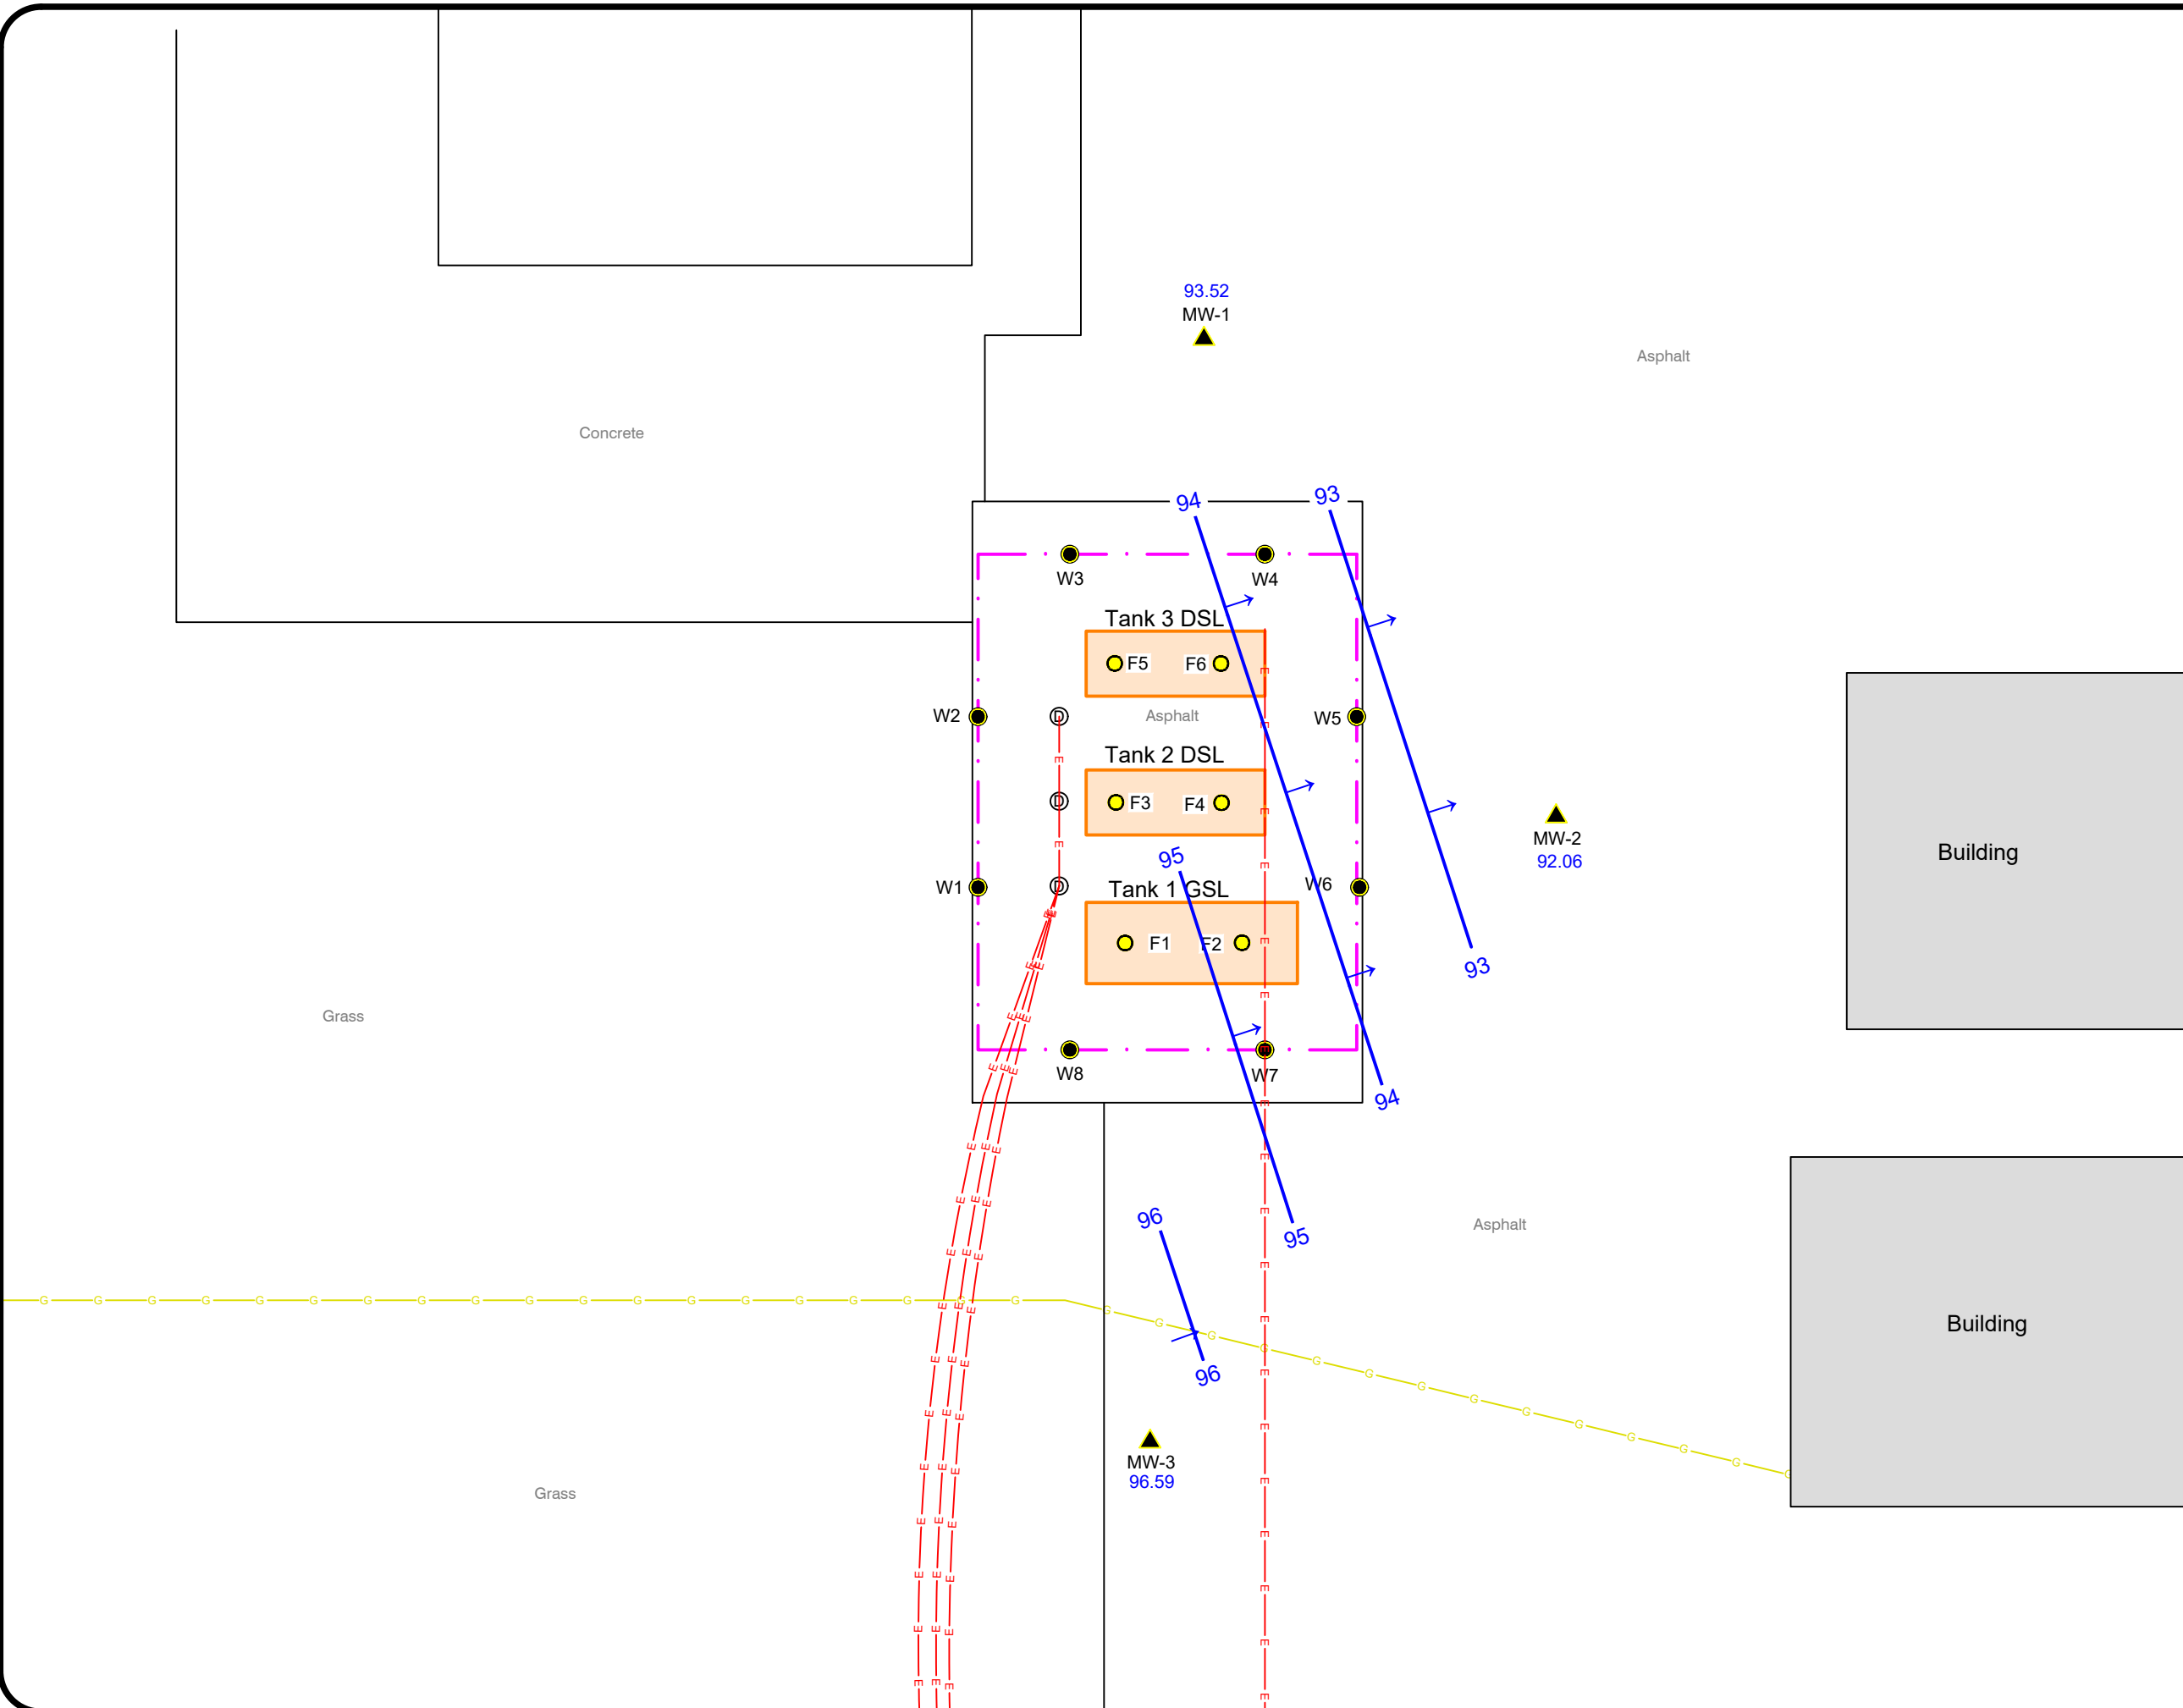 93.52
MW-1
Asphalt
Concrete
94
93
W3
W4
Tank 3 DSL
F5
F6
W2
D
Asphalt
W5
Tank 2 DSL
D
F3
F4
MW-2
92.06
Building
95
W1
D
Tank 1 GSL
W6
F1
F2
93
Grass
W8
W7
94
96
95
Asphalt
Building
96
MW-3
96.59
Grass